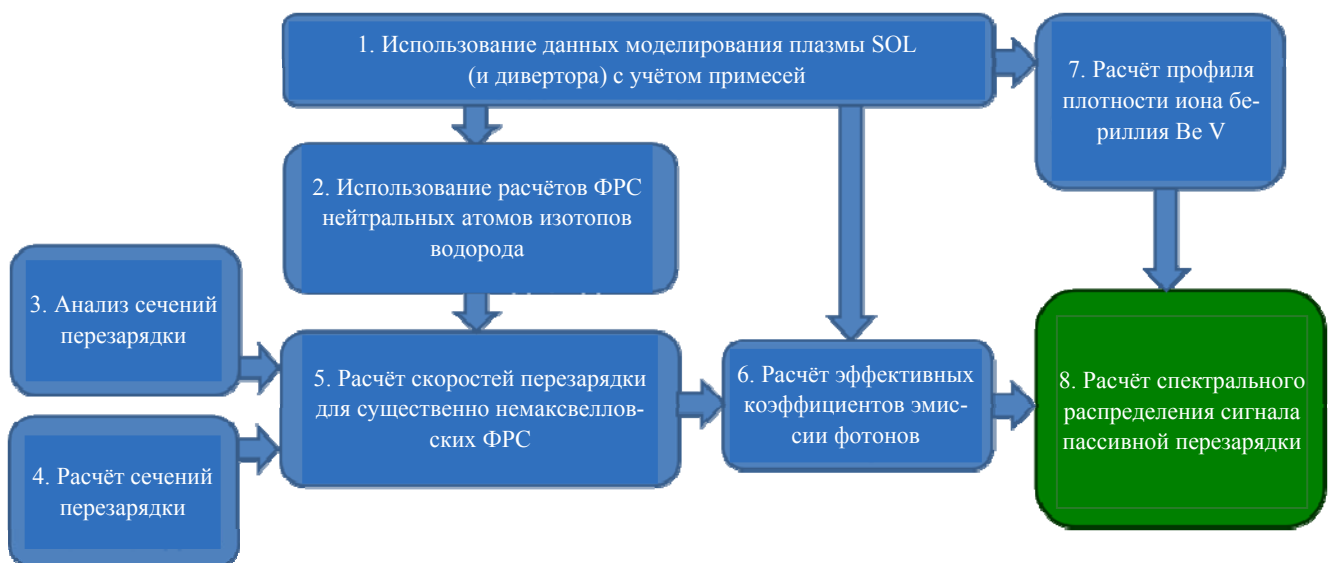 1. Использование данных моделирования плазмы SOL
(и дивертора) с учётом примесей
7. Расчёт профиля
плотности иона бе-
риллия Be V
2. Использование расчётов ФРС
нейтральных атомов изотопов
водорода
3. Анализ сечений
перезарядки
4. Расчёт сечений
перезарядки
5. Расчёт скоростей перезарядки
для существенно немаксвеллов-
ских ФРС
6. Расчёт эффективных
коэффициентов эмис-
сии фотонов
8. Расчёт спектрального
распределения сигнала
пассивной перезарядки